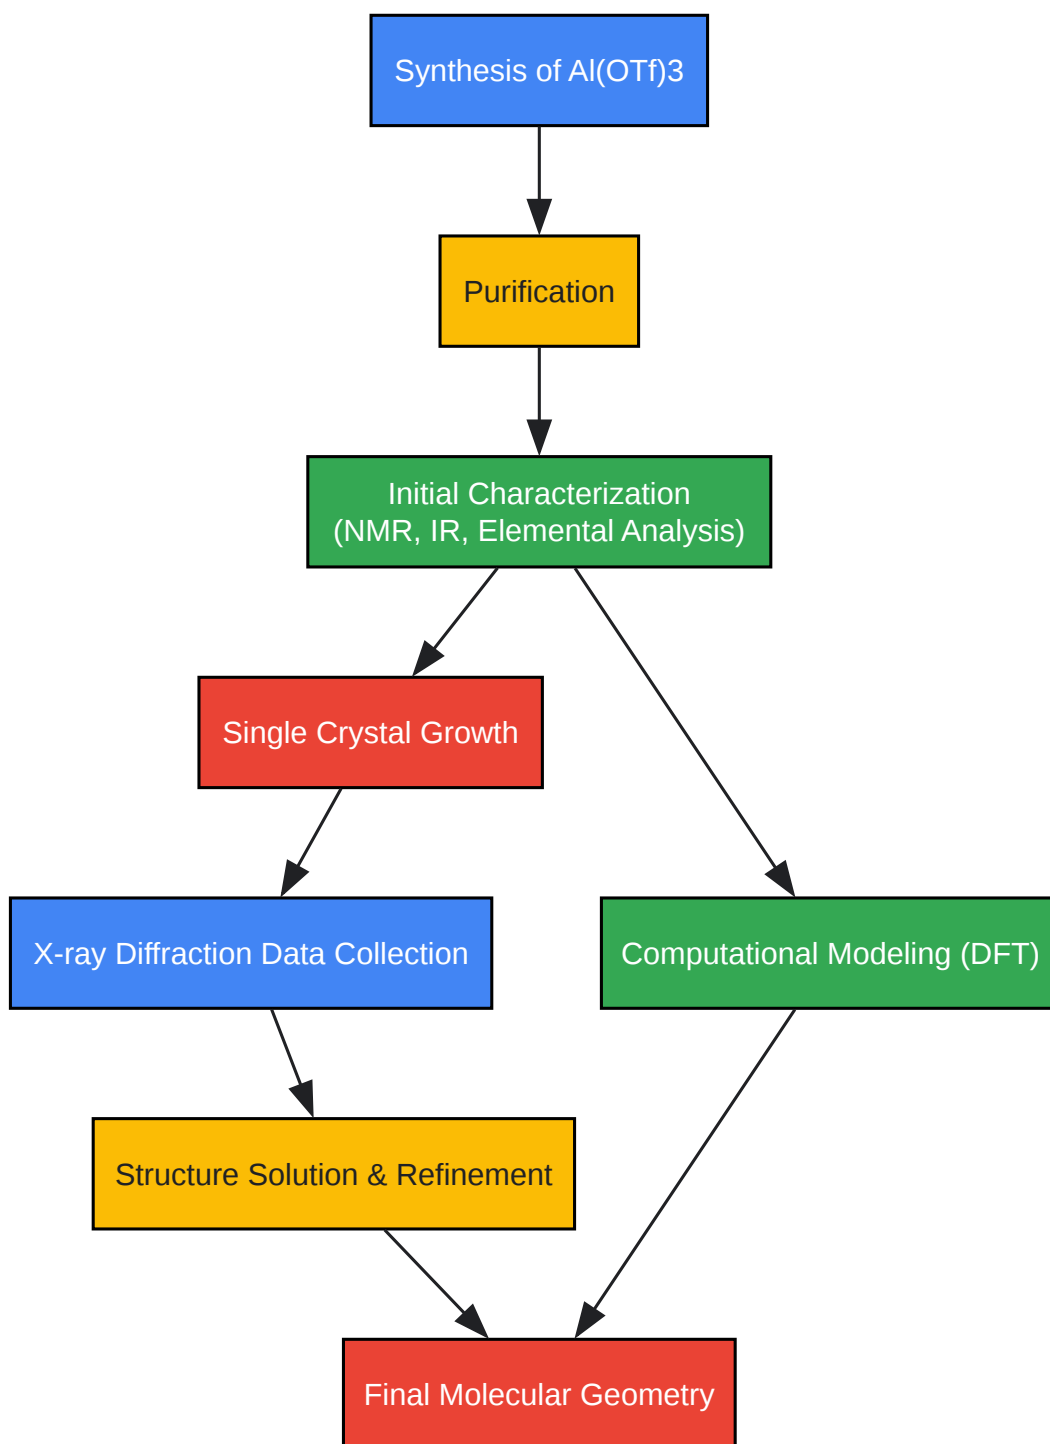 Synthesis of Al(OTf)3
Purification
Initial Characterization
(NMR, IR, Elemental Analysis)
Single Crystal Growth
X-ray Diffraction Data Collection
Computational Modeling (DFT)
Structure Solution & Refinement
Final Molecular Geometry